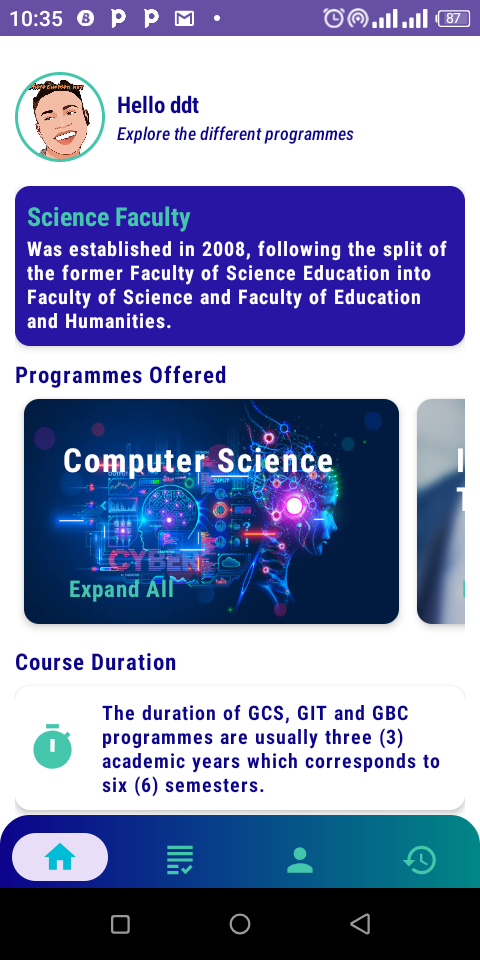 10:35
87
Hello ddt
Explore the different programmes
Science Faculty
Was established in 2008, following the split of
the former Faculty of Science Education into
Faculty of Science and Faculty of Education
and Humanities.
Programmes Offered
Computer Science
CYBER
Expand All
Course Duration
The duration of GCS, GIT and GBC
programmes are usually three (3)
academic years which corresponds to
six (6) semesters.